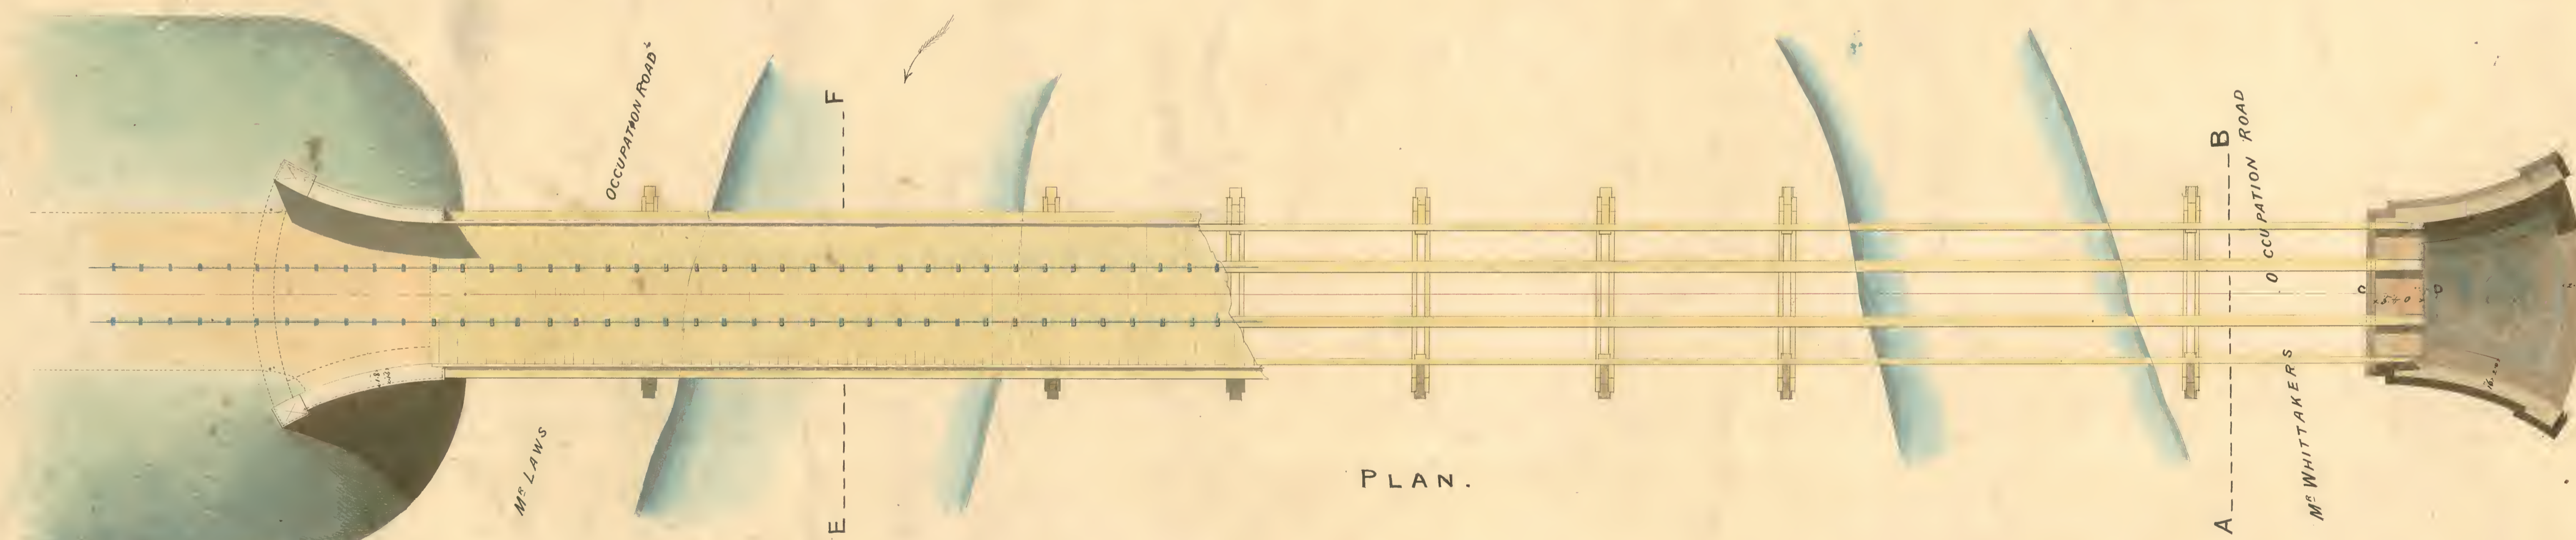 OCCUPATION ROAD
Mᴿ LAWS
F
E
PLAN.
B
A
OCCUPATION ROAD
Mᴿ WHITTAKERS
C
D